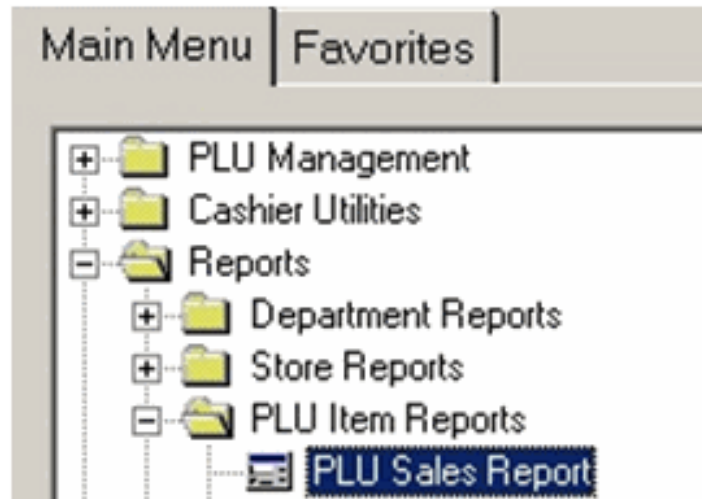 Main Menu Favorites
PLU Management
Cashier Utilities
Reports
Department Reports
Store Reports
PLU Item Reports
PLU Sales Report